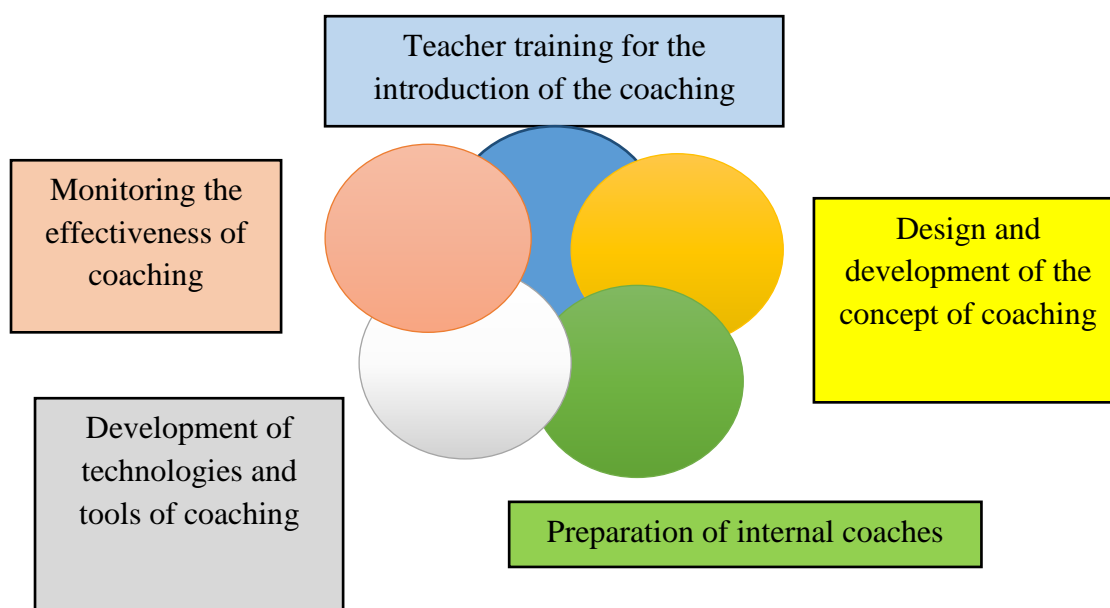 Teacher training for the
introduction of the coaching
Monitoring the
effectiveness of
coaching
Design and
development of the
concept of coaching
Development of
technologies and
tools of coaching
Preparation of internal coaches